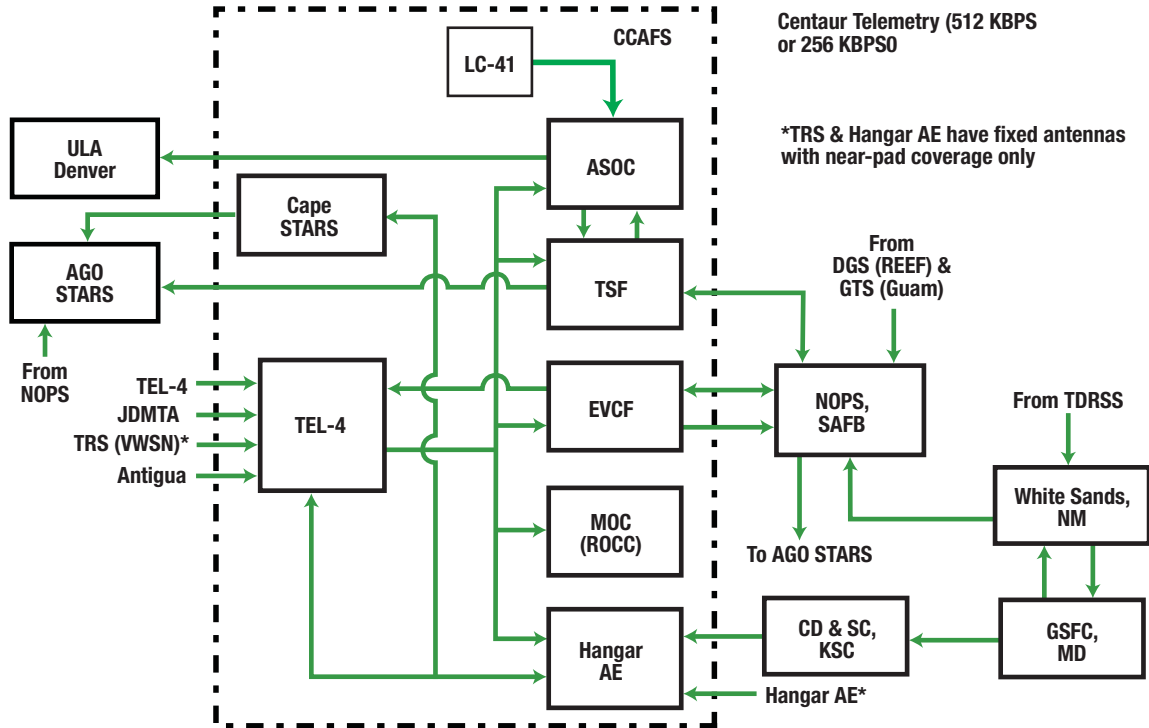 Centaur Telemetry (512 KBPS
or 256 KBPS0
CCAFS
LC-41
*TRS & Hangar AE have fixed antennas
with near-pad coverage only
ULA
Denver
ASOC
Cape
STARS
AGO
STARS
TSF
From
DGS (REEF) &
GTS (Guam)
From
NOPS
TEL-4
JDMTA
TRS (VWSN)*
Antigua
TEL-4
EVCF
NOPS,
SAFB
From TDRSS
White Sands,
NM
MOC
(ROCC)
To AGO STARS
Hangar
AE
CD & SC,
KSC
GSFC,
MD
Hangar AE*